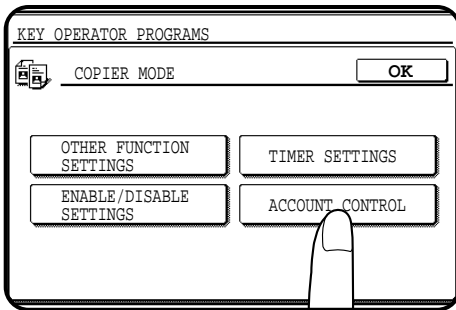 KEY OPERATOR PROGRAMS
COPIER MODE
OK
OTHER FUNCTION
SETTINGS
TIMER SETTINGS
ENABLE/DISABLE
SETTINGS
ACCOUNT CONTROL